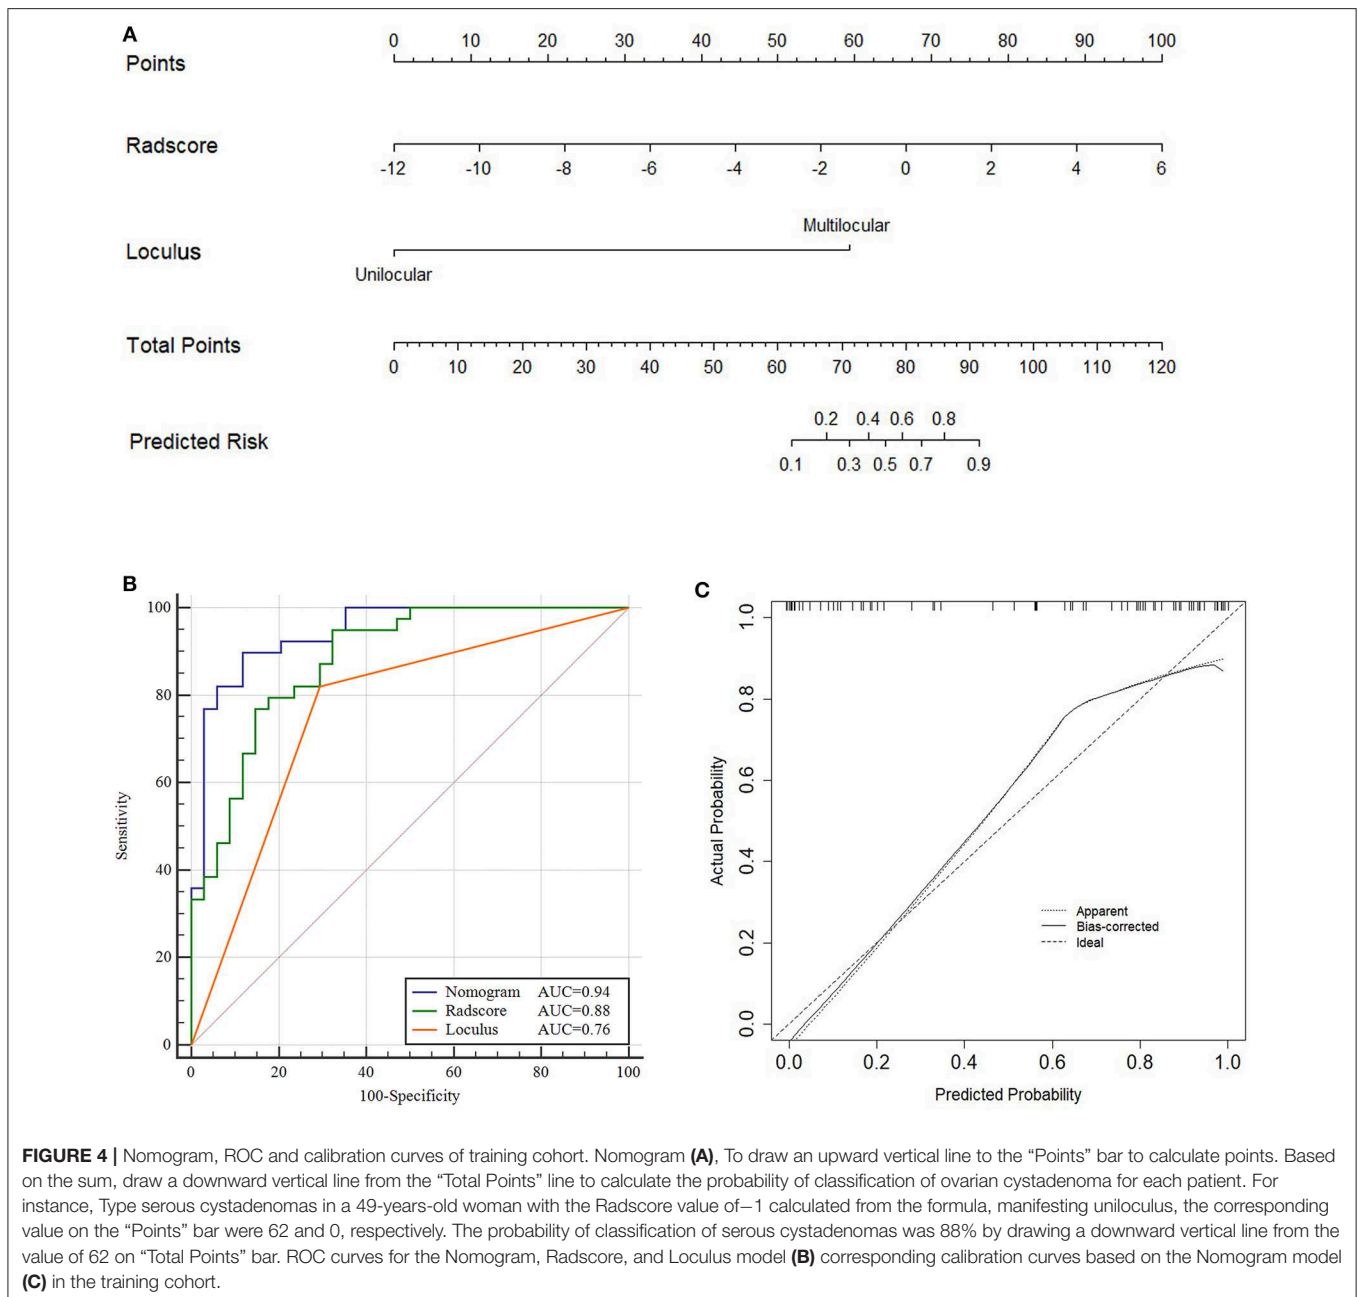 A
Points
0 10 20 30 40 50 60 70 80 90 100
Radscore
-12 -10 -8 -6 -4 -2 0 2 4 6
Multilocular
Loculus
Unilocular
Total Points
0 10 20 30 40 50 60 70 80 90 100 110 120
0.2 0.4 0.6 0.8
Predicted Risk
0.1 0.3 0.5 0.7 0.9
B
100
80
60
40
20
0
Sensitivity
0 20 40 60 80 100
100-Specificity
Nomogram AUC=0.94
Radscore AUC=0.88
Loculus AUC=0.76
C
1.0
0.8
0.6
0.4
0.2
0.0
Actual Probability
Apparent
Bias-corrected
Ideal
0.0 0.2 0.4 0.6 0.8 1.0
Predicted Probability
FIGURE 4 | Nomogram, ROC and calibration curves of training cohort. Nomogram (A), To draw an upward vertical line to the “Points” bar to calculate points. Based
on the sum, draw a downward vertical line from the “Total Points” line to calculate the probability of classification of ovarian cystadenoma for each patient. For
instance, Type serous cystadenomas in a 49-years-old woman with the Radscore value of−1 calculated from the formula, manifesting uniloculus, the corresponding
value on the “Points” bar were 62 and 0, respectively. The probability of classification of serous cystadenomas was 88% by drawing a downward vertical line from the
value of 62 on “Total Points” bar. ROC curves for the Nomogram, Radscore, and Loculus model (B) corresponding calibration curves based on the Nomogram model
(C) in the training cohort.